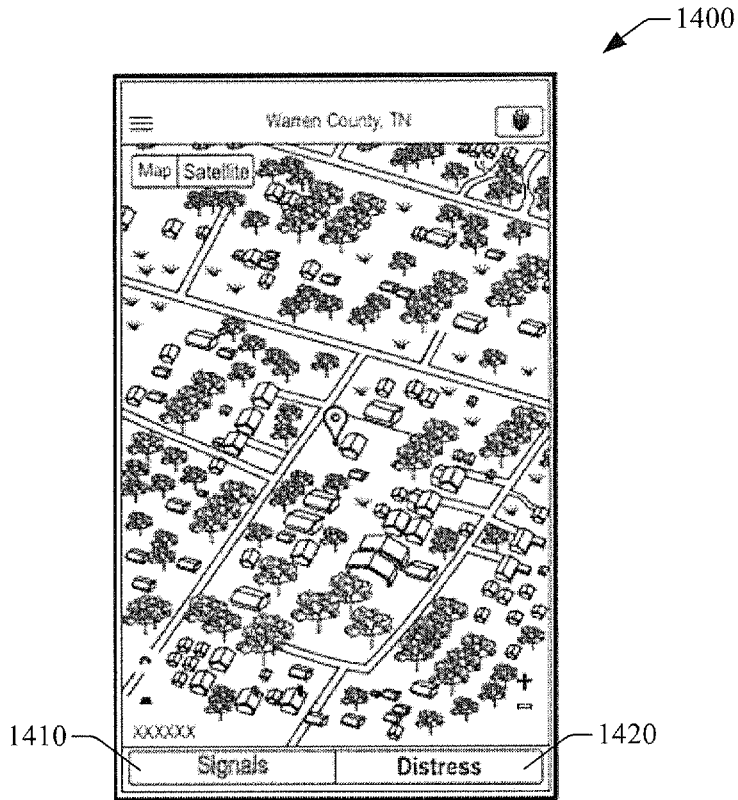 1400
Warren County, TN
Map Satellite
+
−
XXXXXX
1410 Signals Distress 1420